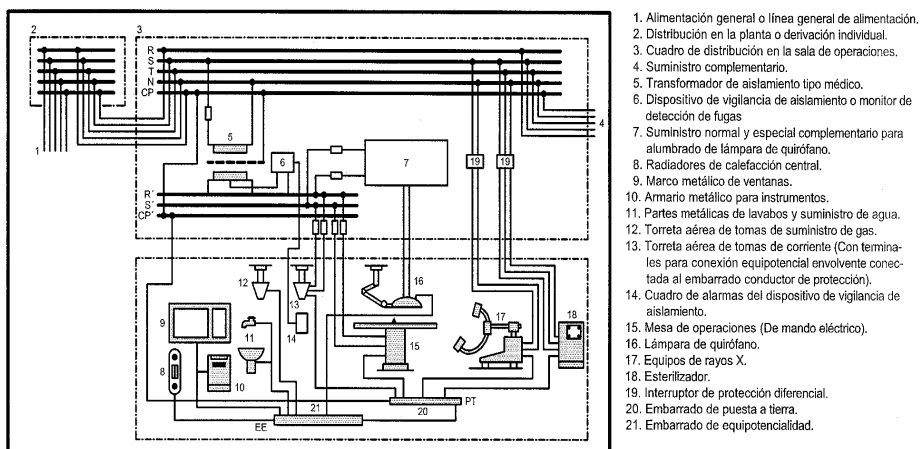 2
3
R
S
T
N
CP
1
4
5
6
7
19
19
R´
S´
CP´
12
13
16
9
11
14
15
17
18
8
10
21
PT
20
EE
1. Alimentación general o línea general de alimentación.
2. Distribución en la planta o derivación individual.
3. Cuadro de distribución en la sala de operaciones.
4. Suministro complementario.
5. Transformador de aislamiento tipo médico.
6. Dispositivo de vigilancia de aislamiento o monitor de
detección de fugas
7. Suministro normal y especial complementario para
alumbrado de lámpara de quirófano.
8. Radiadores de calefacción central.
9. Marco metálico de ventanas.
10. Armario metálico para instrumentos.
11. Partes metálicas de lavabos y suministro de agua.
12. Torreta aérea de tomas de suministro de gas.
13. Torreta aérea de tomas de corriente (Con termina-
les para conexión equipotencial envolvente conec-
tada al embarrado conductor de protección).
14. Cuadro de alarmas del dispositivo de vigilancia de
aislamiento.
15. Mesa de operaciones (De mando eléctrico).
16. Lámpara de quirófano.
17. Equipos de rayos X.
18. Esterilizador.
19. Interruptor de protección diferencial.
20. Embarrado de puesta a tierra.
21. Embarrado de equipotencialidad.